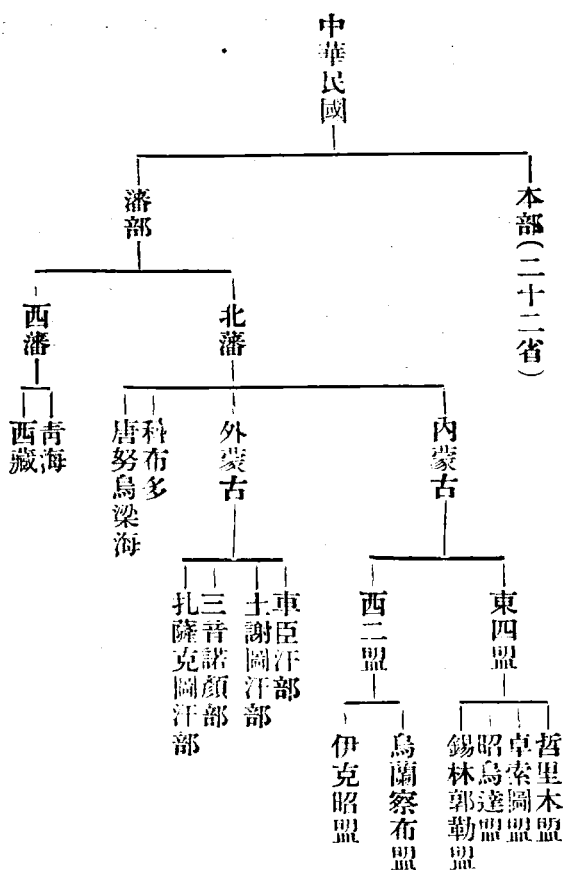 中華民國
本部(二十二省)
藩部
北藩
西藩
內蒙古
外蒙古
科布多
唐努烏梁海
青海
西藏
東四盟
西二盟
車臣汗部
土謝圖汗部
三音諾顏部
扎薩克圖汗部
哲里木盟
卓索圖盟
昭烏達盟
錫林郭勒盟
烏蘭察布盟
伊克昭盟